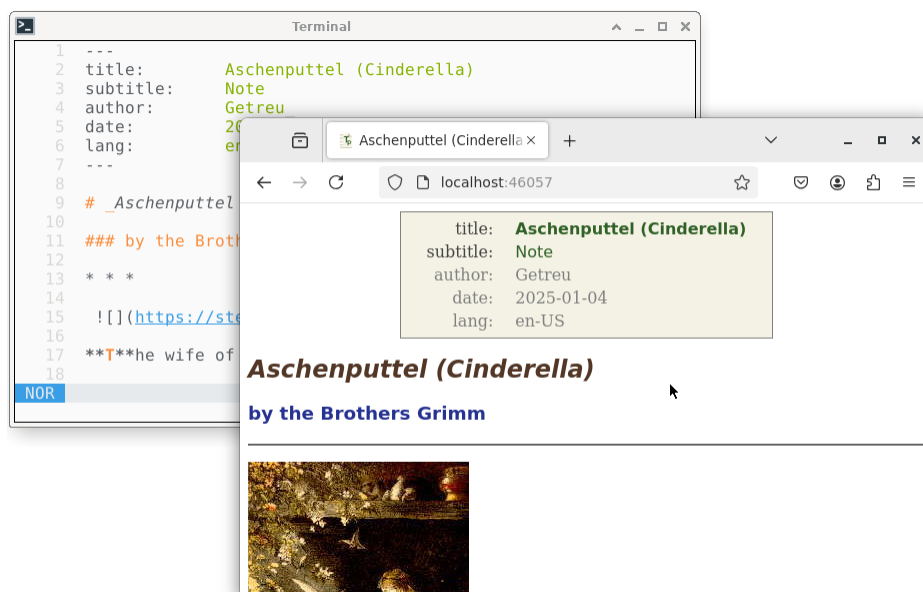 Terminal
1 ---
2 title: Aschenputtel (Cinderella)
3 subtitle: Note
4 author: Getreu
5 date: 20
6 lang: en
7 ---
8
9 # _Aschenputtel
10
11 ### by the Broth
12
13 * * *
14
15 ![](https://ste
16
17 **T**he wife of
18
NOR
Aschenputtel (Cinderella
localhost:46057
title: Aschenputtel (Cinderella)
subtitle: Note
author: Getreu
date: 2025-01-04
lang: en-US
Aschenputtel (Cinderella)
by the Brothers Grimm